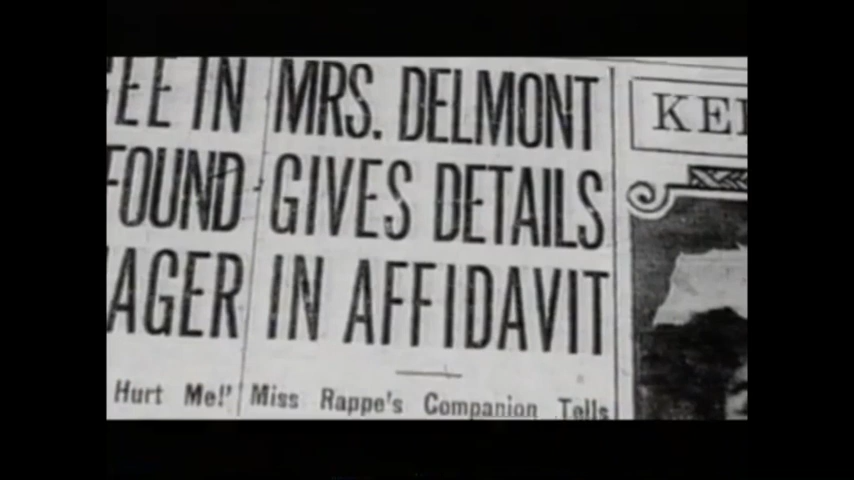 EE IN
FOUND
AGER
Hurt Me!'
MRS. DELMONT
GIVES DETAILS
IN AFFIDAVIT
Miss Rappe's Companion Tells
KE